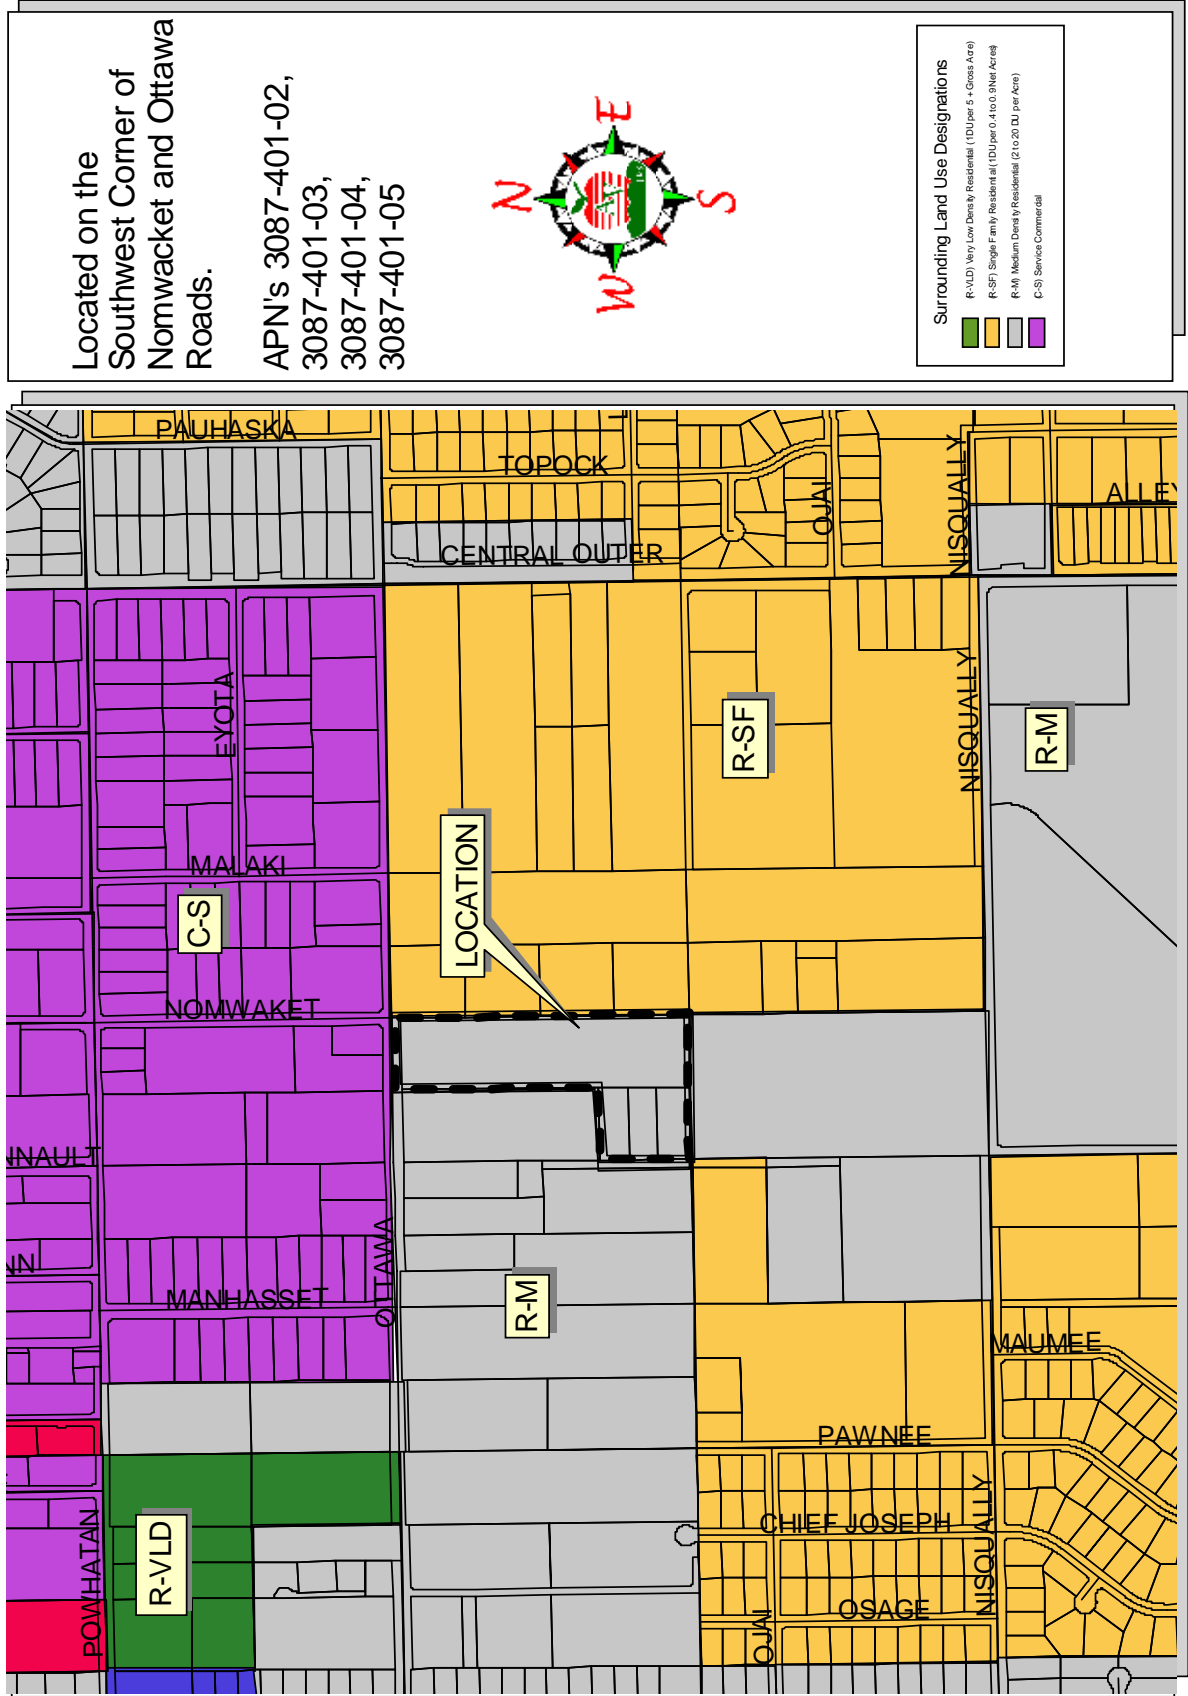 Located on the
Southwest Corner of
Nomwacket and Ottawa
Roads.
APN's 3087-401-02,
3087-401-03,
3087-401-04,
3087-401-05
N
E
S
W
Surrounding Land Use Designations
(R-VLD) Very Low Density Residential (1DU per 5 + Gross Acre)
(R-SF) Single Family Residential (1DU per 0.4 to 0.9 Net Acres)
(R-M) Medium Density Residential (2 to 20 DU per Acre)
(C-S) Service Commercial
PAUHASKA
TOPOCK
CENTRAL OUTER
OJAI
NISQUALLY
ALLEY
EYOTA
MALAKI
C-S
NOMWAKET
LOCATION
R-SF
NISQUALLY
R-M
NNAULT
NN
MANHASSET
OTTAWA
R-M
MAUMEE
PAWNEE
POWHATAN
R-VLD
CHIEF JOSEPH
NISQUALLY
OSAGE
OJAI